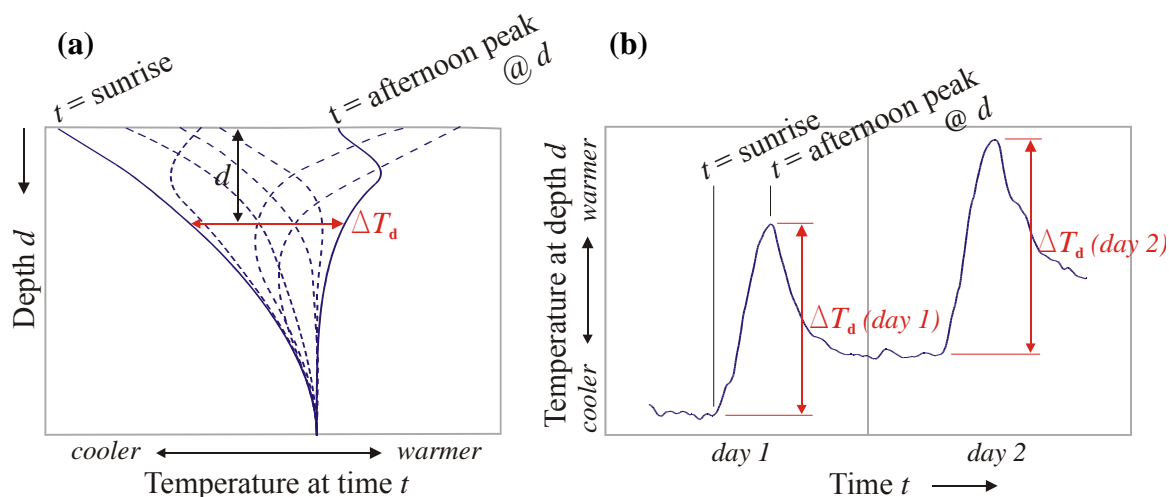 (a)
t = sunrise
t = afternoon peak
@ d
Depth d
d
ΔTd
cooler
warmer
Temperature at time t
(b)
t = sunrise
t = afternoon peak
@ d
Temperature at depth d
cooler
warmer
ΔTd (day 1)
ΔTd (day 2)
day 1
day 2
Time t